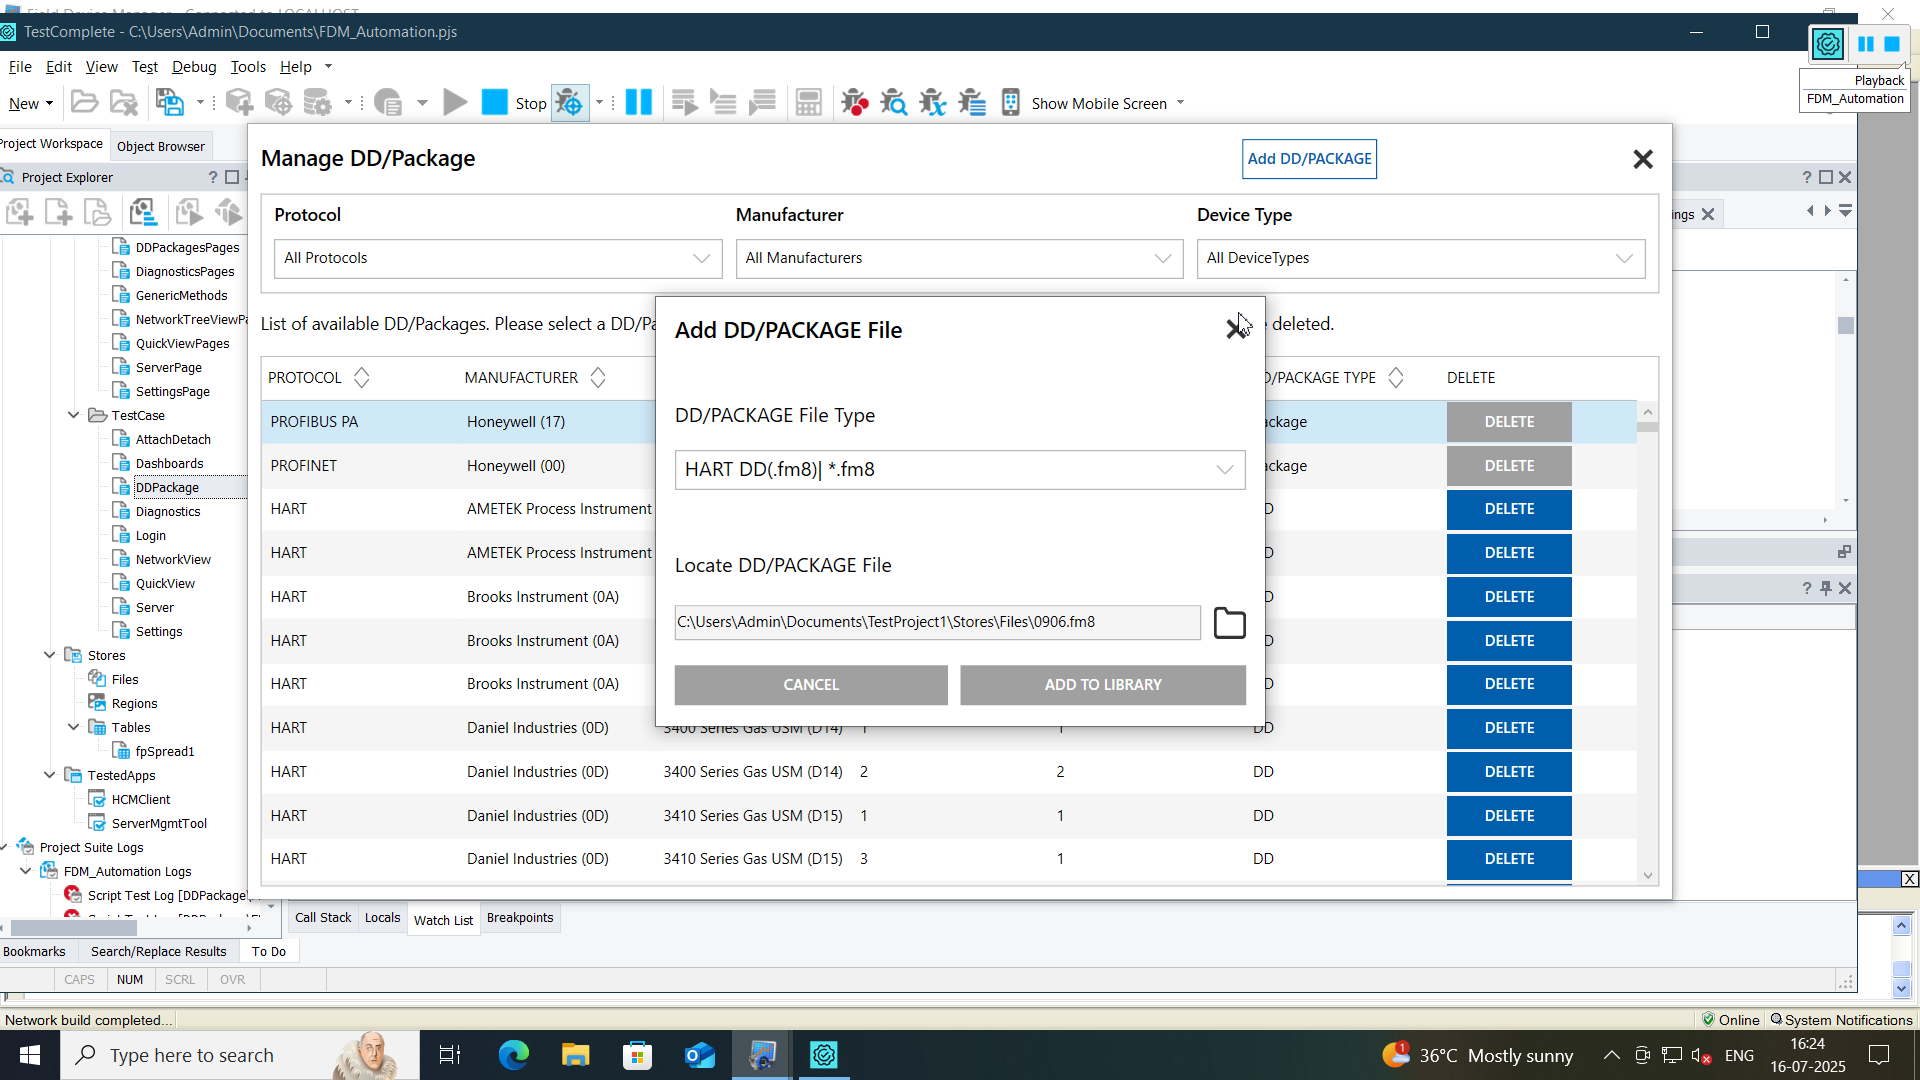 TestComplete - C:\Users\Admin\Documents\FDM_Automation.pjs
File Edit View Test Debug Tools Help
New
Stop
Show Mobile Screen
Playback
FDM_Automation
Project Workspace
Object Browser
Project Explorer
DDPackagesPages
DiagnosticsPages
GenericMethods
NetworkTreeViewPa
QuickViewPages
ServerPage
SettingsPage
TestCase
AttachDetach
Dashboards
DDPackage
Diagnostics
Login
NetworkView
QuickView
Server
Settings
Stores
Files
Regions
Tables
fpSpread1
TestedApps
HCMClient
ServerMgmtTool
Project Suite Logs
FDM_Automation Logs
Script Test Log [DDPackage\
Manage DD/Package
Add DD/PACKAGE
Protocol Manufacturer Device Type
All Protocols All Manufacturers All DeviceTypes
List of available DD/Packages. Please select a DD/Pa
deleted.
PROTOCOL MANUFACTURER D/PACKAGE TYPE DELETE
PROFIBUS PA Honeywell (17) ackage DELETE
PROFINET Honeywell (00) ackage DELETE
HART AMETEK Process Instrument D DELETE
HART AMETEK Process Instrument D DELETE
HART Brooks Instrument (0A) D DELETE
HART Brooks Instrument (0A) D DELETE
HART Brooks Instrument (0A) D DELETE
HART Daniel Industries (0D) 3400 Series Gas USM (D14) 1 1 DD DELETE
HART Daniel Industries (0D) 3400 Series Gas USM (D14) 2 2 DD DELETE
HART Daniel Industries (0D) 3410 Series Gas USM (D15) 1 1 DD DELETE
HART Daniel Industries (0D) 3410 Series Gas USM (D15) 3 1 DD DELETE
Add DD/PACKAGE File
DD/PACKAGE File Type
HART DD(.fm8)| *.fm8
Locate DD/PACKAGE File
C:\Users\Admin\Documents\TestProject1\Stores\Files\0906.fm8
CANCEL ADD TO LIBRARY
ings
Call Stack Locals Watch List Breakpoints
Bookmarks Search/Replace Results To Do
CAPS NUM SCRL OVR
Network build completed...
Online System Notifications
Type here to search
1
36°C Mostly sunny
ENG
16:24
16-07-2025